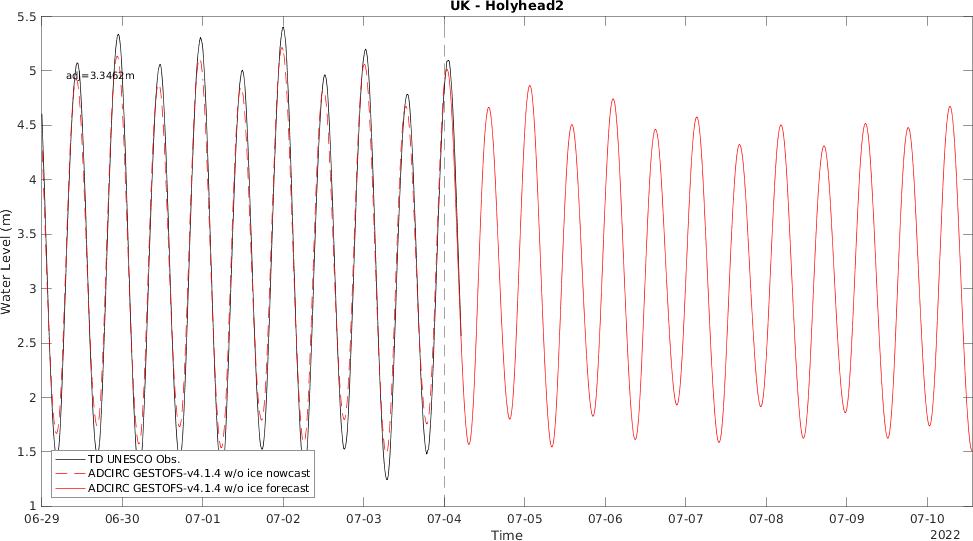 UK - Holyhead2
5.5
5
adj=3.3462m
4.5
4
3.5
3
2.5
2
1.5
1
Water Level (m)
TD UNESCO Obs.
ADCIRC GESTOFS-v4.1.4 w/o ice nowcast
ADCIRC GESTOFS-v4.1.4 w/o ice forecast
06-29 06-30 07-01 07-02 07-03 07-04 07-05 07-06 07-07 07-08 07-09 07-10
Time
2022